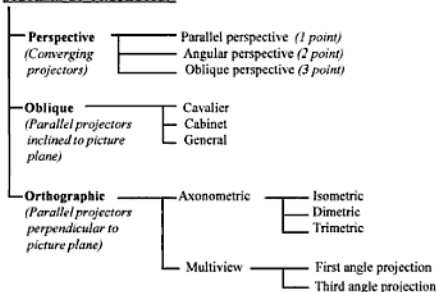 Perspective
(Converging
projectors)
Parallel perspective (1 point)
Angular perspective (2 point)
Oblique perspective (3 point)
Oblique
(Parallel projectors
inclined to picture
plane)
Cavalier
Cabinet
General
Orthographic
(Parallel projectors
perpendicular to
picture plane)
Axonometric
Isometric
Dimetric
Trimetric
Multiview
First angle projection
Third angle projection